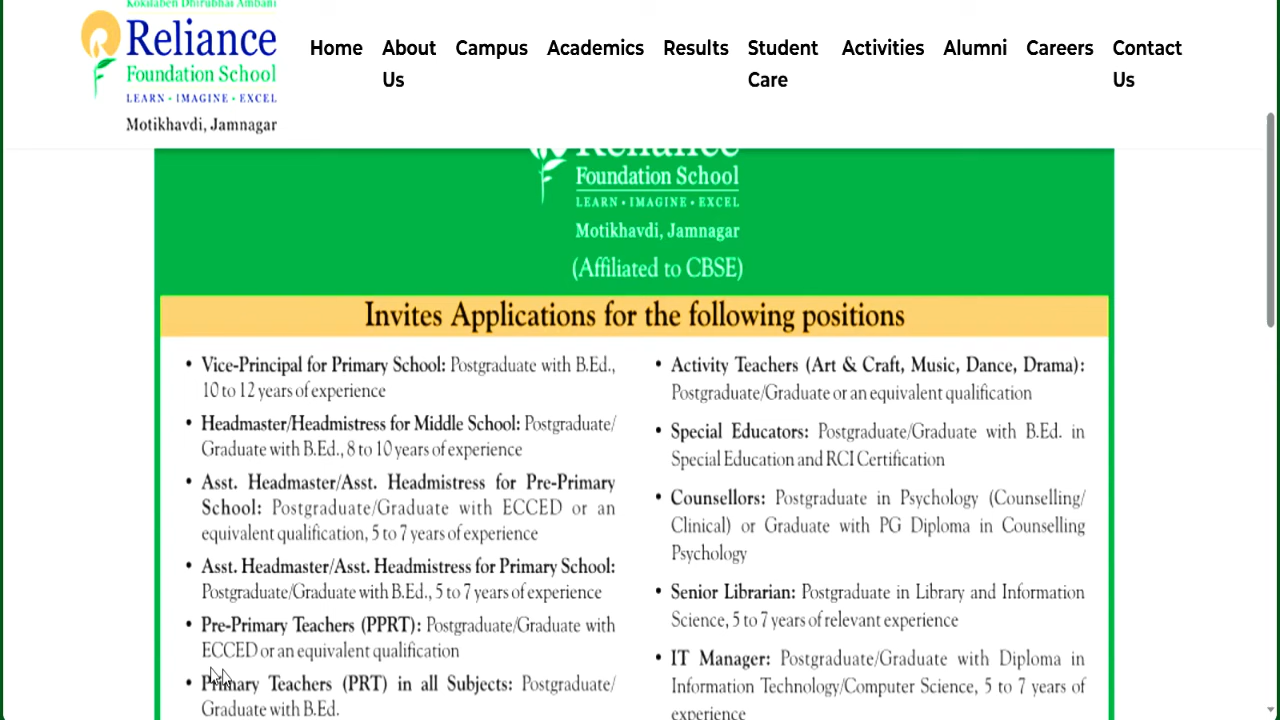 Kokilaben Dhirubhai Ambani
Reliance
Foundation School
LEARN • IMAGINE • EXCEL
Motikhavdi, Jamnagar
Home About Us Campus Academics Results Student Care Activities Alumni Careers Contact Us
Reliance
Foundation School
LEARN • IMAGINE • EXCEL
Motikhavdi, Jamnagar
(Affiliated to CBSE)
Invites Applications for the following positions
• Vice-Principal for Primary School: Postgraduate with B.Ed.,
10 to 12 years of experience
• Headmaster/Headmistress for Middle School: Postgraduate/
Graduate with B.Ed., 8 to 10 years of experience
• Asst. Headmaster/Asst. Headmistress for Pre-Primary
School: Postgraduate/Graduate with ECCED or an
equivalent qualification, 5 to 7 years of experience
• Asst. Headmaster/Asst. Headmistress for Primary School:
Postgraduate/Graduate with B.Ed., 5 to 7 years of experience
• Pre-Primary Teachers (PPRT): Postgraduate/Graduate with
ECCED or an equivalent qualification
• Primary Teachers (PRT) in all Subjects: Postgraduate/
Graduate with B.Ed.
• Activity Teachers (Art & Craft, Music, Dance, Drama):
Postgraduate/Graduate or an equivalent qualification
• Special Educators: Postgraduate/Graduate with B.Ed. in
Special Education and RCI Certification
• Counsellors: Postgraduate in Psychology (Counselling/
Clinical) or Graduate with PG Diploma in Counselling
Psychology
• Senior Librarian: Postgraduate in Library and Information
Science, 5 to 7 years of relevant experience
• IT Manager: Postgraduate/Graduate with Diploma in
Information Technology/Computer Science, 5 to 7 years of
experience